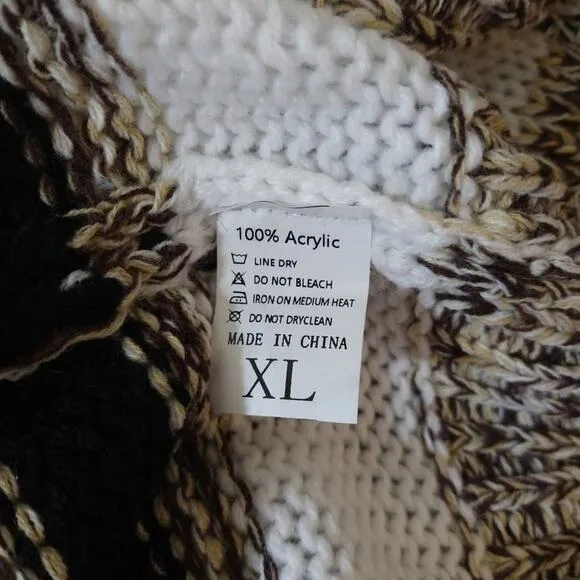 100% Acrylic
LINE DRY
DO NOT BLEACH
IRON ON MEDIUM HEAT
DO NOT DRYCLEAN
MADE IN CHINA
XL